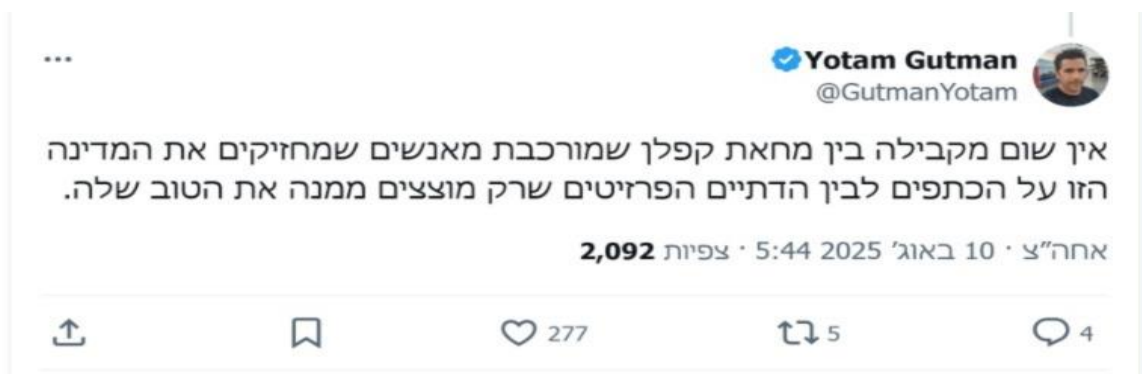 Yotam Gutman
@GutmanYotam
אין שום מקבילה בין מחאת קפלן שמורכבת מאנשים שמחזיקים את המדינה
הזו על הכתפים לבין הדתיים הפרזיטים שרק מוצצים ממנה את הטוב שלה.
5:44 אחה"צ · 10 באוג׳ 2025 · 2,092 צפיות
4
5
277